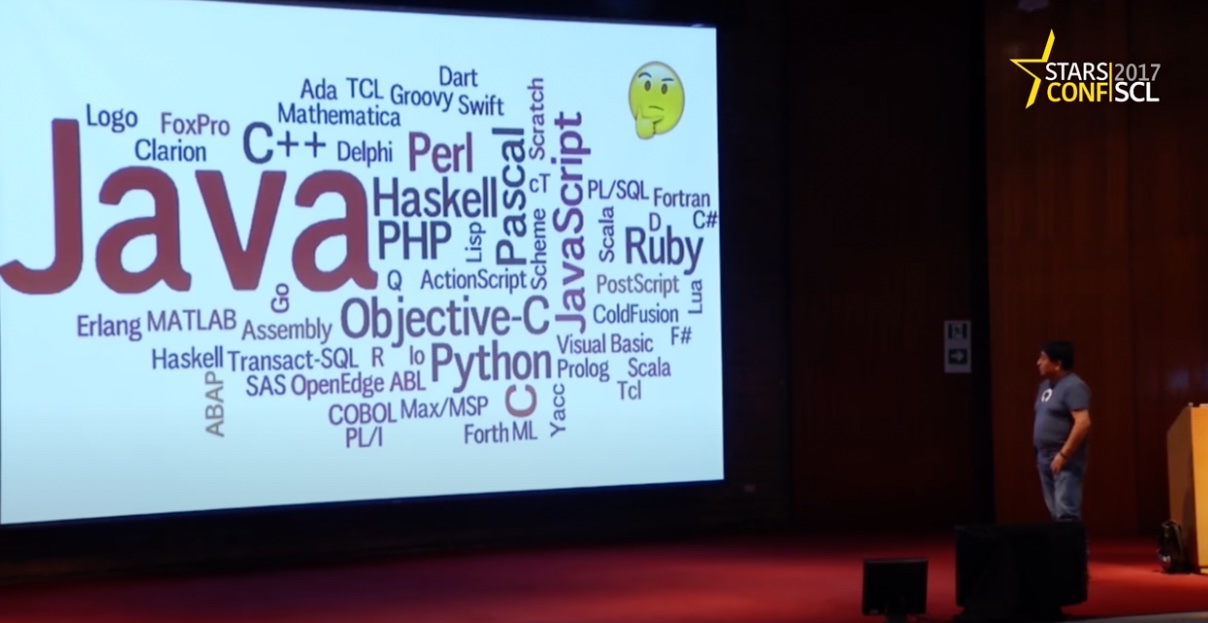 Java
Logo
FoxPro
Clarion
C++
Ada
TCL
Groovy
Dart
Swift
Mathematica
Delphi
Perl
Haskell
PHP
Lisp
Pascal
Scratch
cT
Scheme
JavaScript
PL/SQL
Fortran
D
C#
Scala
Ruby
Q
ActionScript
PostScript
Lua
Go
Erlang
MATLAB
Assembly
Objective-C
ColdFusion
F#
Haskell
Transact-SQL
R
Io
Python
Visual Basic
Prolog
Scala
Tcl
SAS
OpenEdge ABL
ABAP
COBOL
Max/MSP
C
Yacc
PL/I
Forth
ML
STARS 2017
CONF SCL